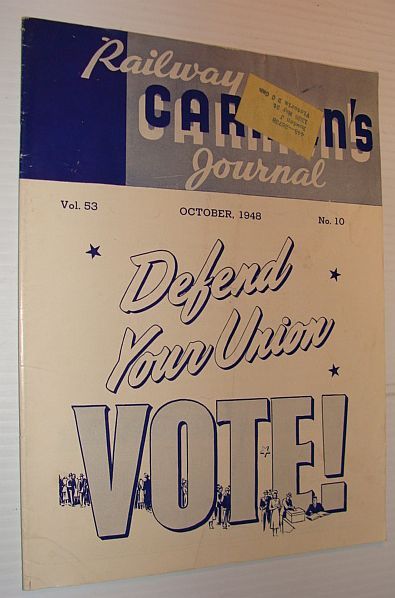 Railway
CARMEN's
Journal
Vol. 53
OCTOBER, 1948
No. 10
Defend
Your Union
VOTE!